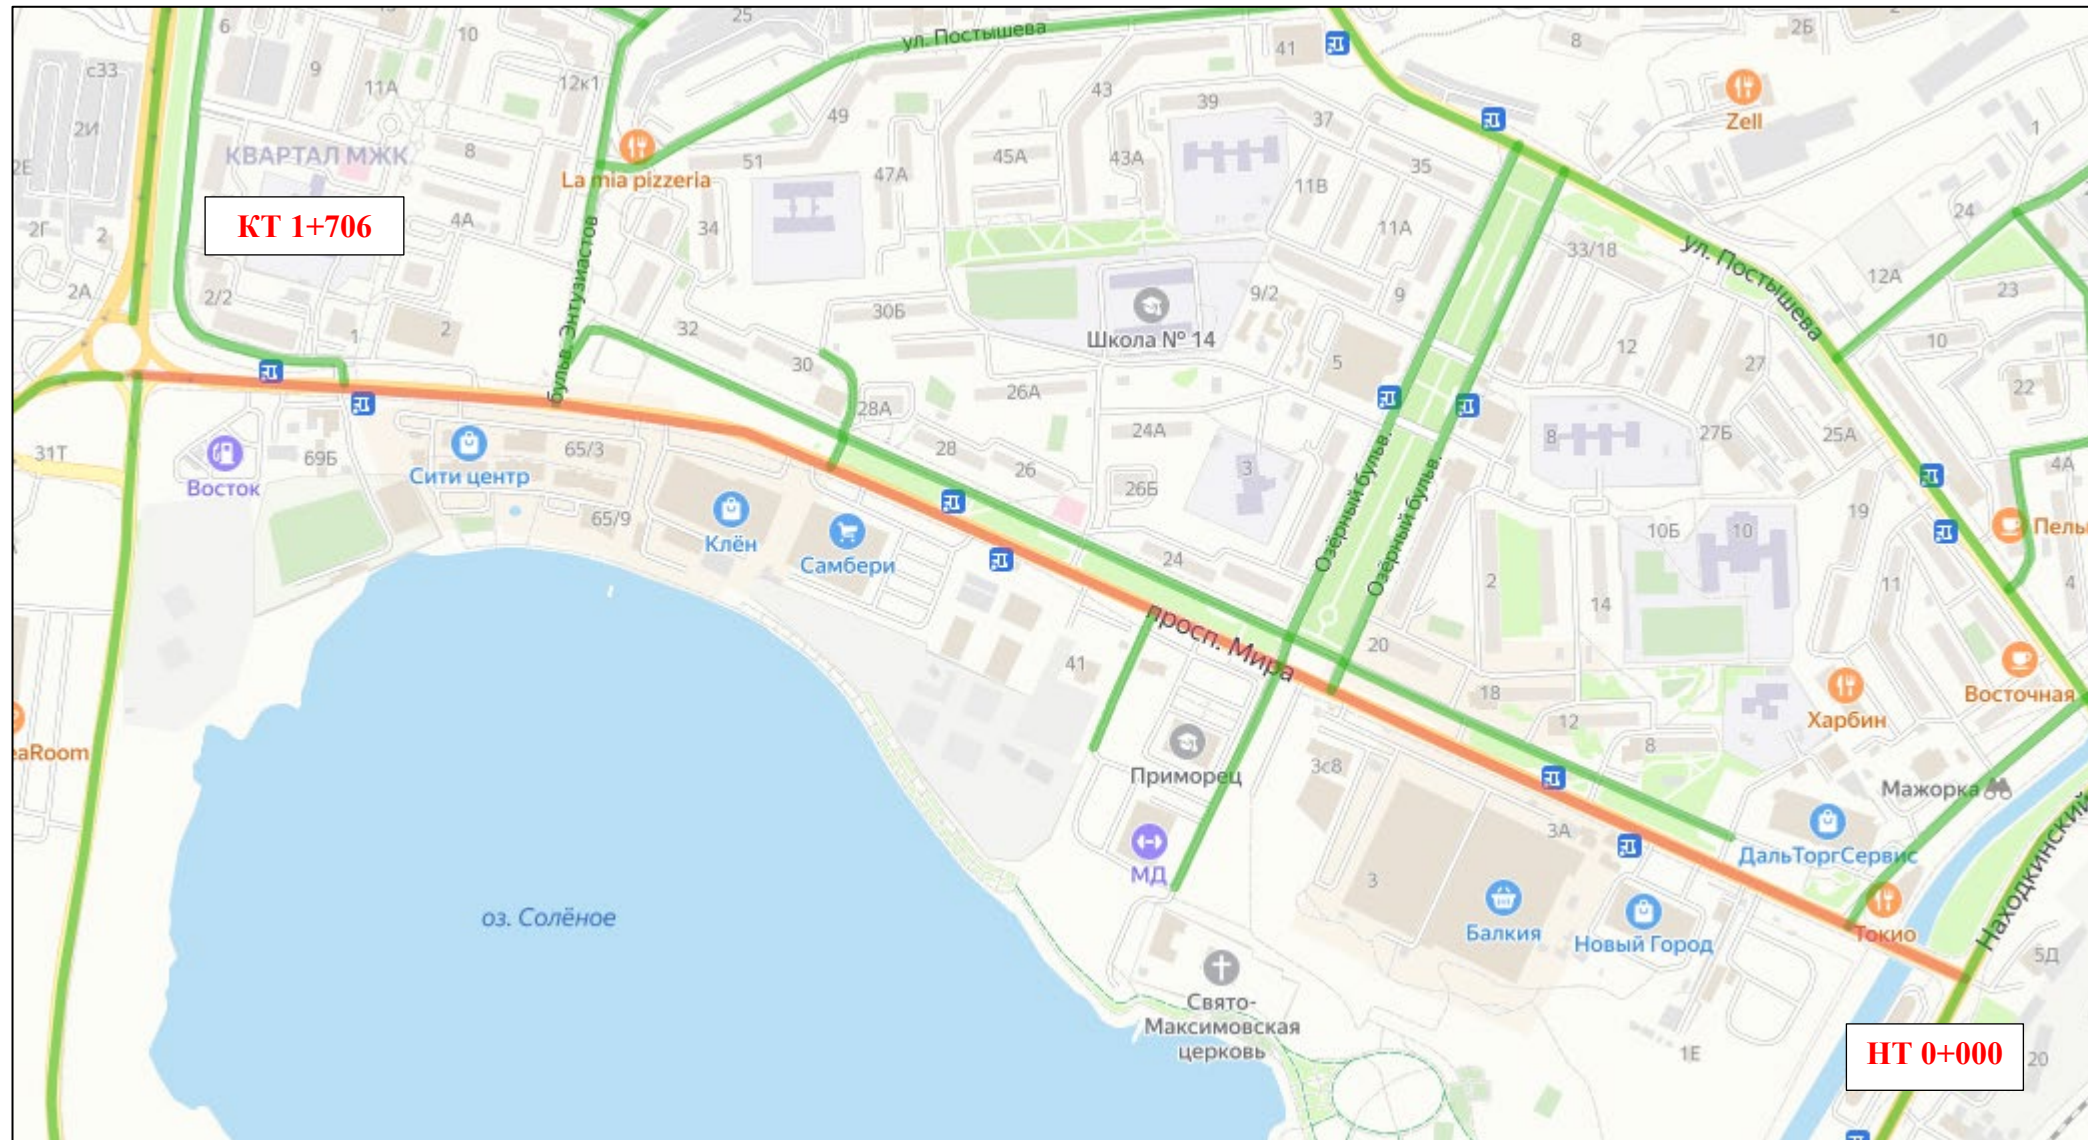 25
6
10
9
с33
11А
12к1
ул. Постышева
41
8
2Б
2И
49
43
39
37
Zell
1
КВАРТАЛ МЖК
8
La mia pizzeria
51
47А
45А
43А
35
2Е
КТ 1+706
4А
34
11В
11А
24
2Г
2
бульв. Энтузиастов
33/18
ул. Постышева
12А
2А
2/2
1
2
32
30Б
9/2
9
23
Школа № 14
30
5
12
27
10
26А
22
28А
24А
8
27Б
25А
31Т
69Б
65/3
28
26
3
4А
Сити центр
Восток
26Б
65/9
Клён
Самбери
24
Озёрный бульв.
Озёрный бульв.
10Б
10
19
Пель
2
14
11
4
просп. Мира
41
20
18
12
8
Харбин
Восточная
eaRoom
Приморец
3с8
Мажорка
МД
3А
ДальТоргСервис
Находкинский
3
оз. Солёное
Балкия
Новый Город
Токио
5Д
Свято-
Максимовская
церковь
1Е
НТ 0+000
20